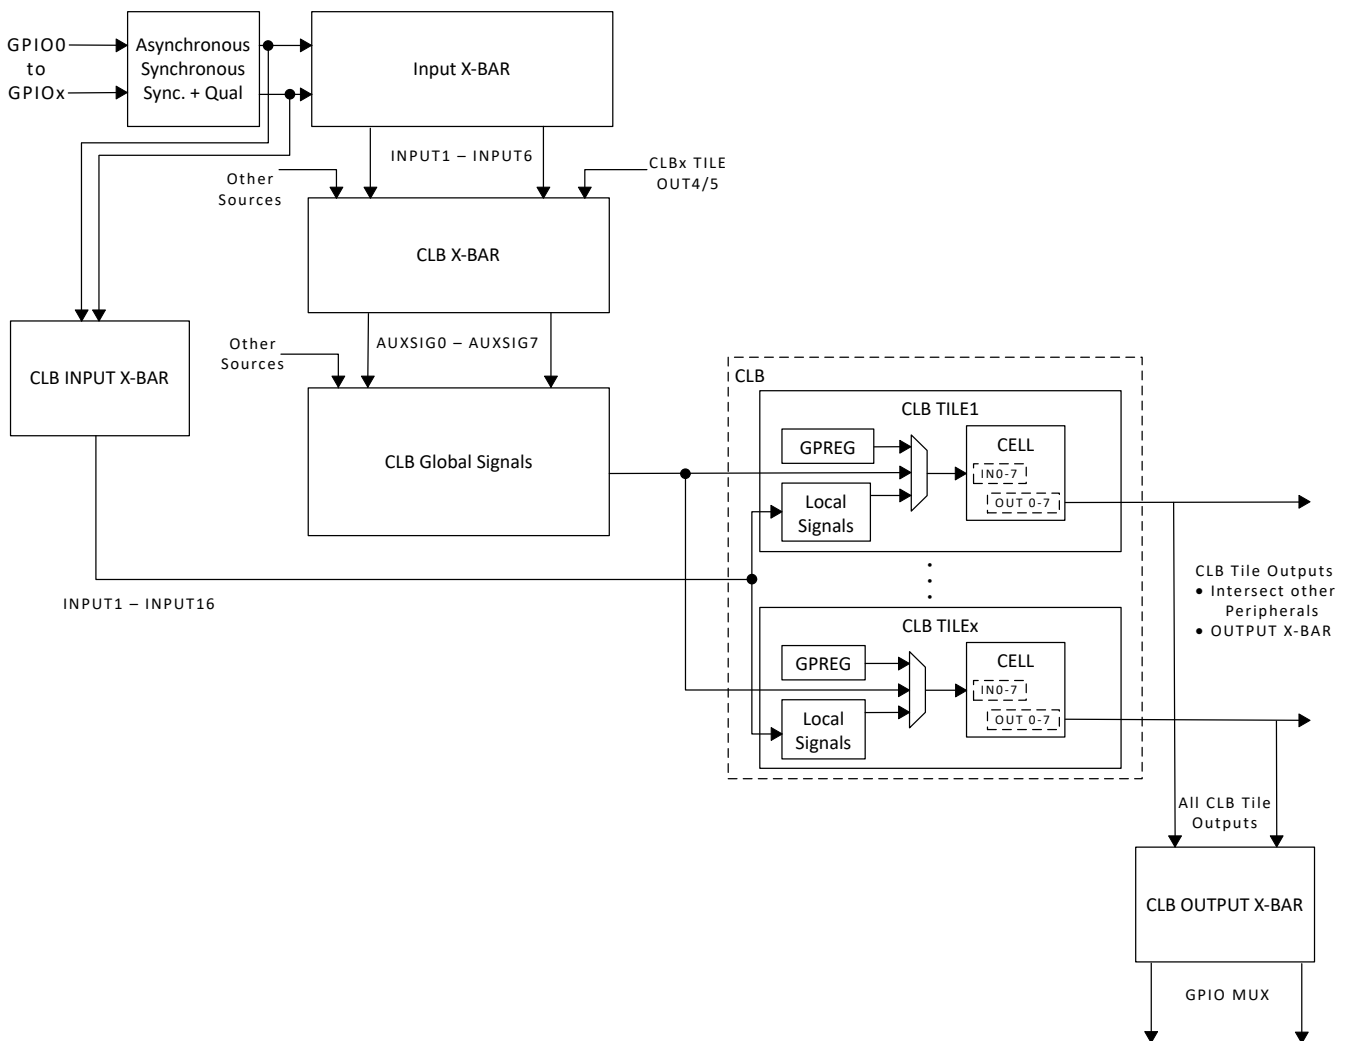 GPIO0
to
GPIOx
Asynchronous
Synchronous
Sync. + Qual
Input X-BAR
INPUT1 – INPUT6
Other
Sources
CLBx TILE
OUT4/5
CLB X-BAR
AUXSIG0 – AUXSIG7
Other
Sources
CLB INPUT X-BAR
CLB Global Signals
INPUT1 – INPUT16
CLB
CLB TILE1
GPREG
Local
Signals
CELL
IN0-7
OUT 0-7
CLB TILEx
GPREG
Local
Signals
CELL
IN0-7
OUT 0-7
CLB Tile Outputs
• Intersect other
Peripherals
• OUTPUT X-BAR
All CLB Tile
Outputs
CLB OUTPUT X-BAR
GPIO MUX